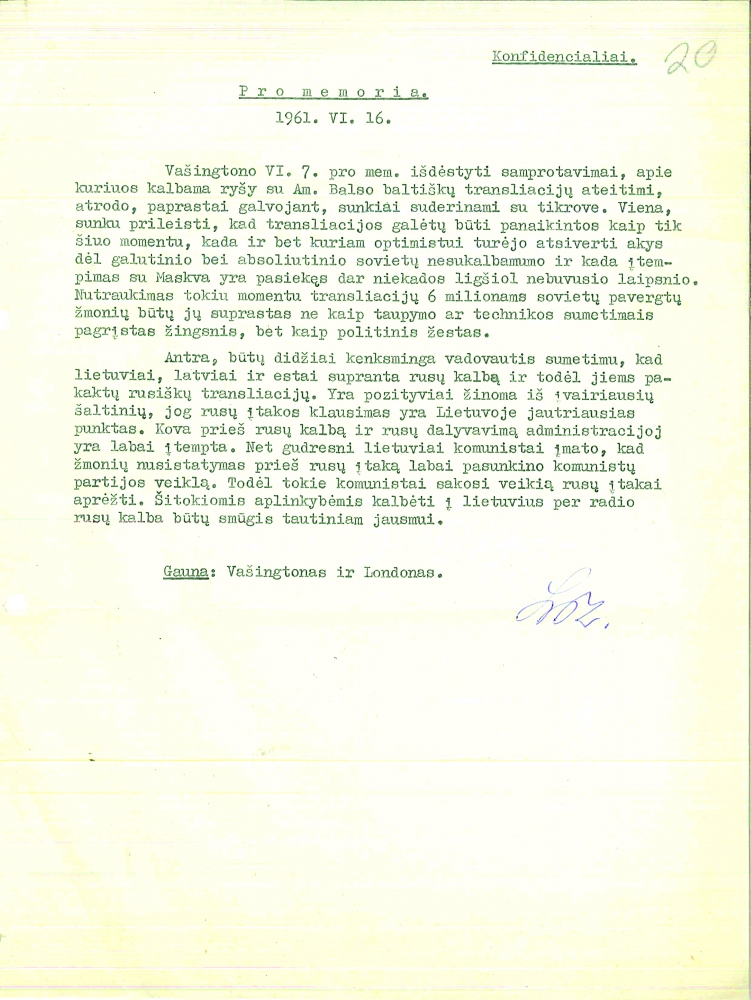 Konfidencialiai. 20
P r o m e m o r i a.
1961. VI. 16.
Vašingtono VI. 7. pro mem. išdėstyti samprotavimai, apie
kuriuos kalbama ryšy su Am. Balso baltiškų transliacijų ateitimi,
atrodo, paprastai galvojant, sunkiai suderinami su tikrove. Viena,
sunku prileisti, kad transliacijos galėtų būti panaikintos kaip tik
šiuo momentu, kada ir bet kuriam optimistui turėjo atsiverti akys
dėl galutinio bei absoliutinio sovietų nesukalbamumo ir kada įtem-
pimas su Maskva yra pasiekęs dar niekados ligšiol nebuvusio laipsnio.
Nutraukimas tokiu momentu transliacijų 6 milionams sovietų pavergtų
žmonių būtų jų suprastas ne kaip taupymo ar technikos sumetimais
pagrįstas žingsnis, bet kaip politinis žestas.
Antra, būtų didžiai kenksminga vadovautis sumetimu, kad
lietuviai, latviai ir estai supranta rusų kalbą ir todėl jiems pa-
kaktų rusiškų transliacijų. Yra pozityviai žinoma iš įvairiausių
šaltinių, jog rusų įtakos klausimas yra Lietuvoje jautriausias
punktas. Kova prieš rusų kalbą ir rusų dalyvavimą administracijoj
yra labai įtempta. Net gudresni lietuviai komunistai įmato, kad
žmonių nusistatymas prieš rusų įtaką labai pasunkino komunistų
partijos veiklą. Todėl tokie komunistai sakosi veikią rusų įtakai
aprėžti. Šitokiomis aplinkybėmis kalbėti į lietuvius per radio
rusų kalba būtų smūgis tautiniam jausmui.
Gauna: Vašingtonas ir Londonas.